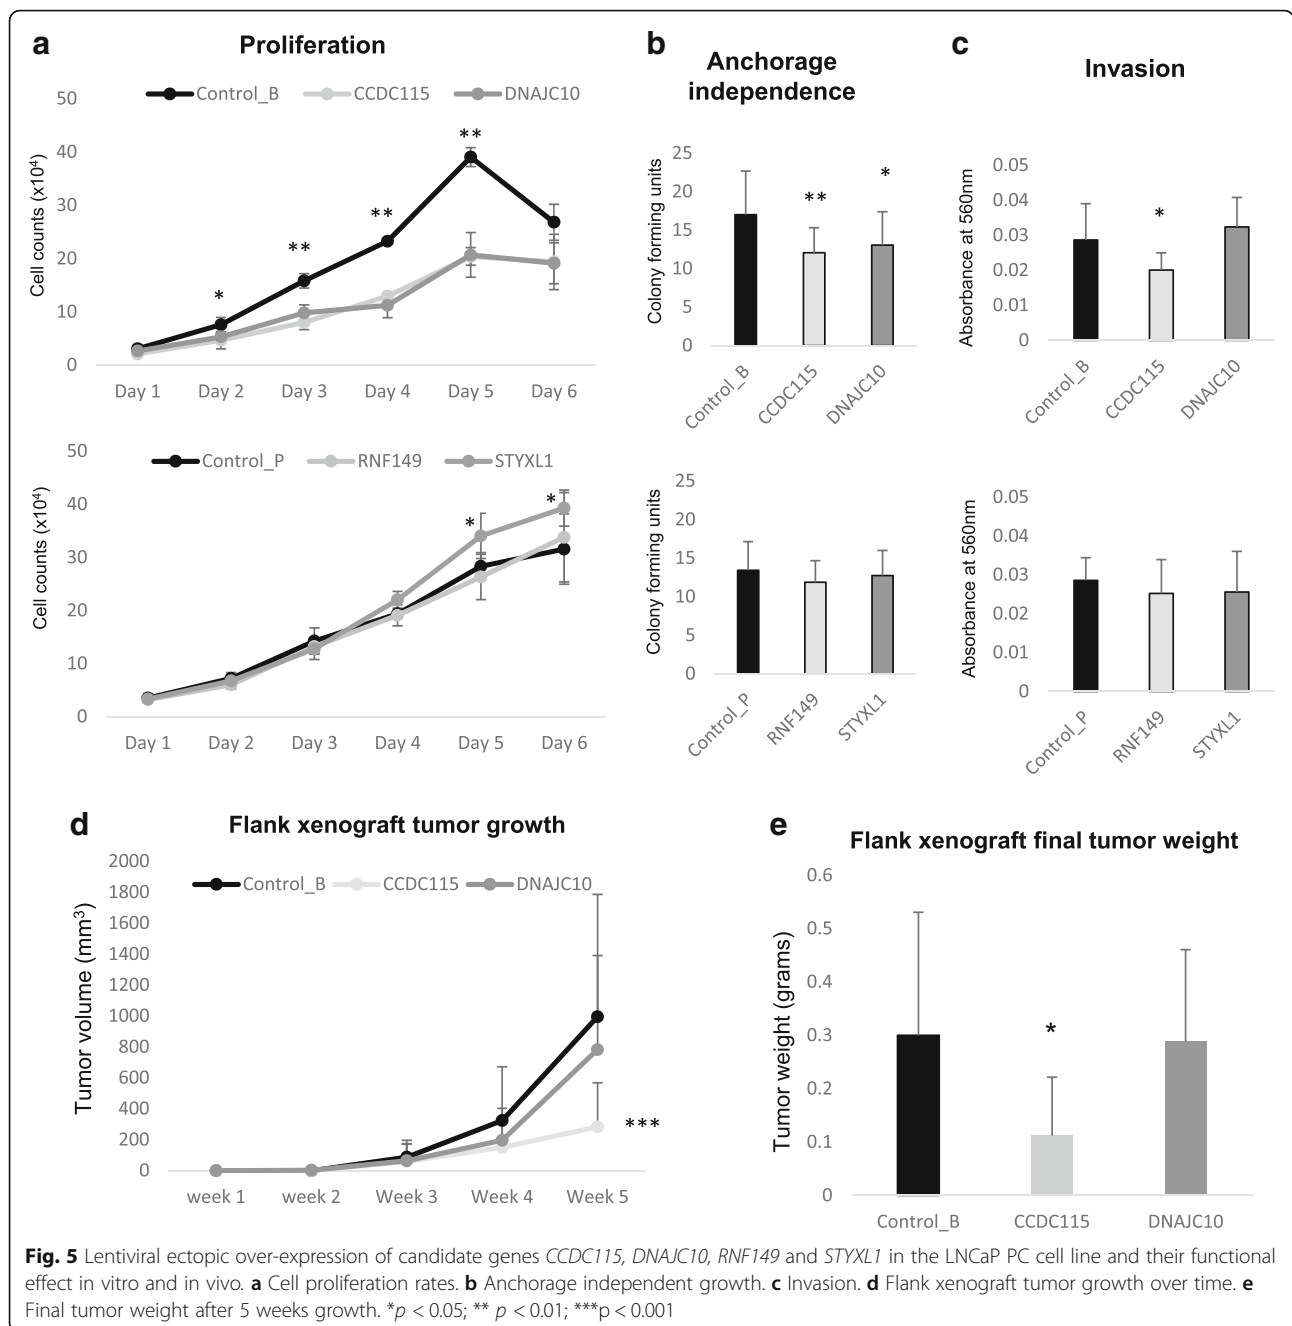 a
Proliferation
Control_B CCDC115 DNAJC10
Cell counts (x10⁴)
50
40
30
20
10
0
*
**
**
**
Day 1 Day 2 Day 3 Day 4 Day 5 Day 6
Control_P RNF149 STYXL1
Cell counts (x10⁴)
50
40
30
20
10
0
*
*
Day 1 Day 2 Day 3 Day 4 Day 5 Day 6
b
Anchorage
independence
Colony forming units
25
20
15
10
5
0
**
*
Control_B
CCDC115
DNAJC10
Colony forming units
25
20
15
10
5
0
Control_P
RNF149
STYXL1
c
Invasion
Absorbance at 560nm
0.05
0.04
0.03
0.02
0.01
0
*
Control_B
CCDC115
DNAJC10
Absorbance at 560nm
0.05
0.04
0.03
0.02
0.01
0
Control_P
RNF149
STYXL1
d
Flank xenograft tumor growth
Control_B CCDC115 DNAJC10
Tumor volume (mm³)
2000
1800
1600
1400
1200
1000
800
600
400
200
0
***
week 1 week 2 Week 3 Week 4 Week 5
e
Flank xenograft final tumor weight
Tumor weight (grams)
0.6
0.5
0.4
0.3
0.2
0.1
0
*
Control_B CCDC115 DNAJC10
Fig. 5 Lentiviral ectopic over-expression of candidate genes CCDC115, DNAJC10, RNF149 and STYXL1 in the LNCaP PC cell line and their functional
effect in vitro and in vivo. a Cell proliferation rates. b Anchorage independent growth. c Invasion. d Flank xenograft tumor growth over time. e
Final tumor weight after 5 weeks growth. *p < 0.05; ** p < 0.01; ***p < 0.001